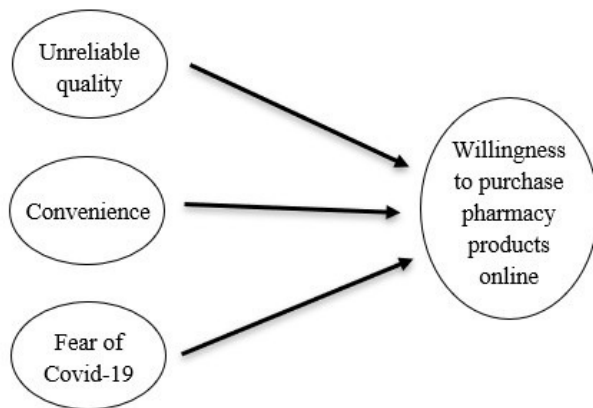 Unreliable
quality
Convenience
Fear of
Covid-19
Willingness
to purchase
pharmacy
products
online